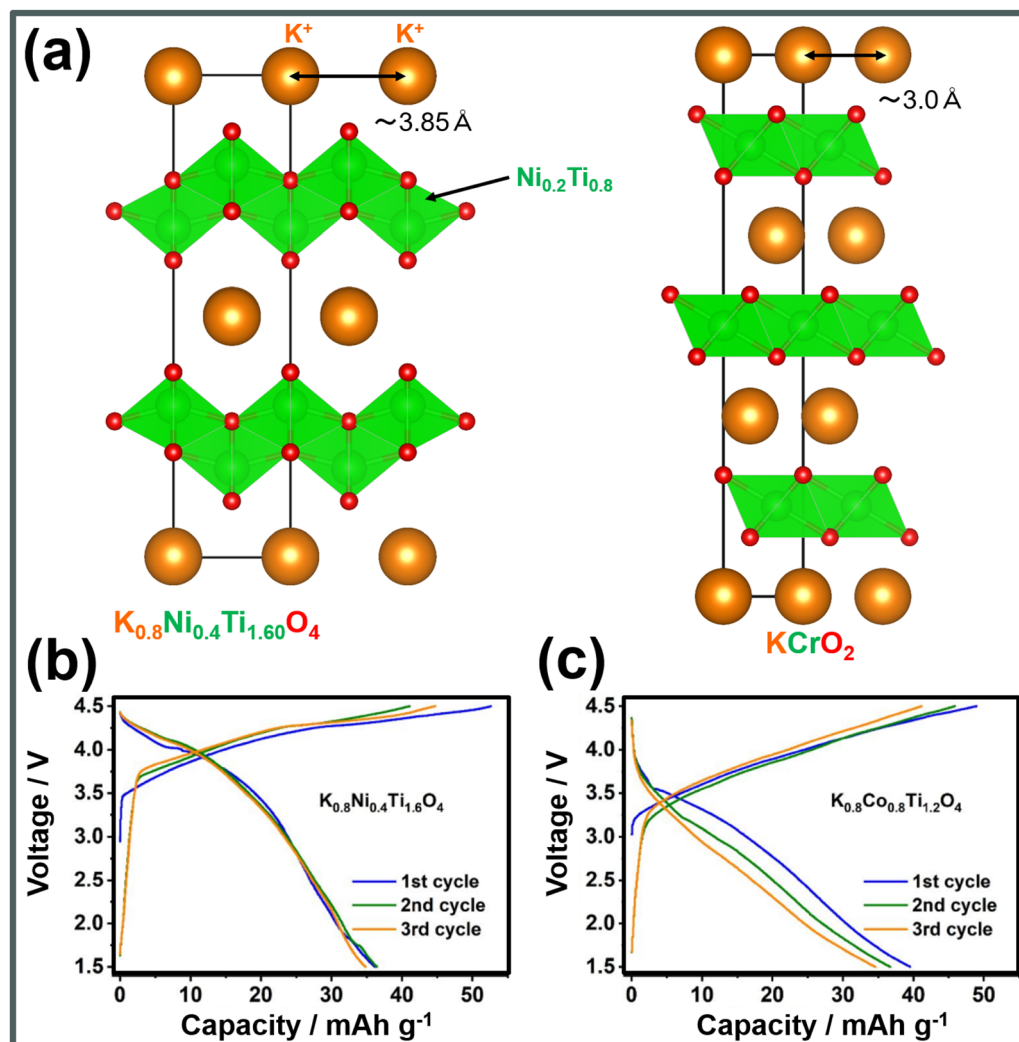 (a)
K⁺ K⁺
~3.85 Å
~3.0 Å
Ni₀.₂Ti₀.₈
K₀.₈Ni₀.₄Ti₁.₆₀O₄
KCrO₂
(b)
4.5
4.0
3.5
3.0
2.5
2.0
1.5
Voltage / V
K₀.₈Ni₀.₄Ti₁.₆O₄
1st cycle
2nd cycle
3rd cycle
0 10 20 30 40 50
Capacity / mAh g⁻¹
(c)
4.5
4.0
3.5
3.0
2.5
2.0
1.5
Voltage / V
K₀.₈Co₀.₈Ti₁.₂O₄
1st cycle
2nd cycle
3rd cycle
0 10 20 30 40 50
Capacity / mAh g⁻¹